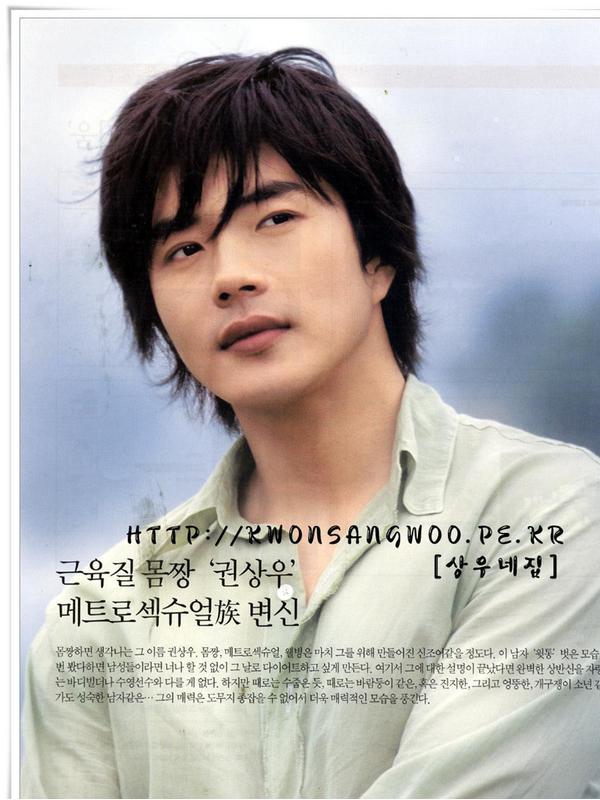 HTTP://KWONSANGWOO.PE.KR
[상우네집]
근육질 몸짱 ‘권상우’
메트로섹슈얼族 변신
몸짱하면 생각나는 그 이름 권상우. 몸짱, 메트로섹슈얼, 웰빙은 마치 그를 위해 만들어진 신조어같을 정도다. 이 남자 ‘윗통’ 벗은 모습
번 봤다하면 남성들이라면 너나 할 것 없이 그 날로 다이어트하고 싶게 만든다. 여기서 그에 대한 설명이 끝났다면 완벽한 상반신을 자랑
는 바디빌더나 수영선수와 다를 게 없다. 하지만 때로는 수줍은 듯, 때로는 바람둥이 같은, 혹은 진지한, 그리고 엉뚱한, 개구쟁이 소년 같
가도 성숙한 남자같은… 그의 매력은 도무지 종잡을 수 없어서 더욱 매력적인 모습을 풍긴다.